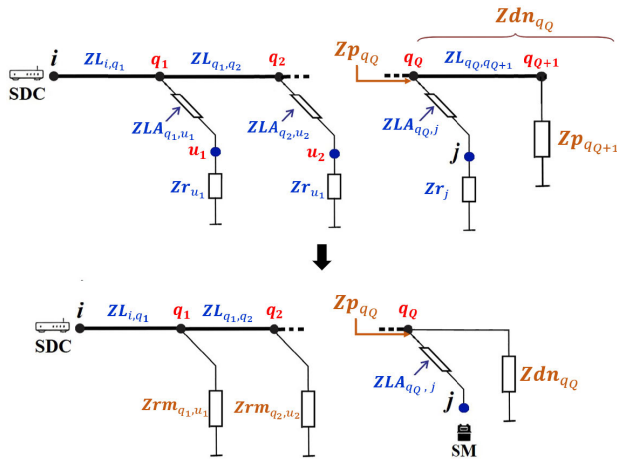 Zdn_{q_Q}
i ZL_{i,q_1} q_1 ZL_{q_1,q_2} q_2 Zp_{q_Q} q_Q ZL_{q_Q,q_{Q+1}} q_{Q+1}
SDC
ZLA_{q_1,u_1} ZLA_{q_2,u_2} ZLA_{q_Q,j} Zp_{q_{Q+1}}
u_1 u_2 j
Zr_{u_1} Zr_{u_1} Zr_j
i ZL_{i,q_1} q_1 ZL_{q_1,q_2} q_2 Zp_{q_Q} q_Q
SDC
Zrm_{q_1,u_1} Zrm_{q_2,u_2} ZLA_{q_Q,j} Zdn_{q_Q}
j
SM